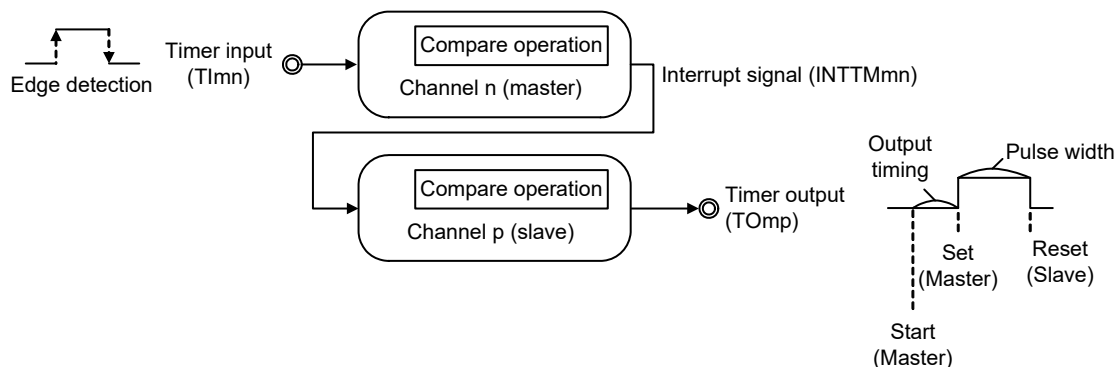 Edge detection
Timer input
(TImn)
Compare operation
Channel n (master)
Interrupt signal (INTTMmn)
Compare operation
Channel p (slave)
Timer output
(TOmp)
Output
timing
Pulse width
Set
(Master)
Reset
(Slave)
Start
(Master)